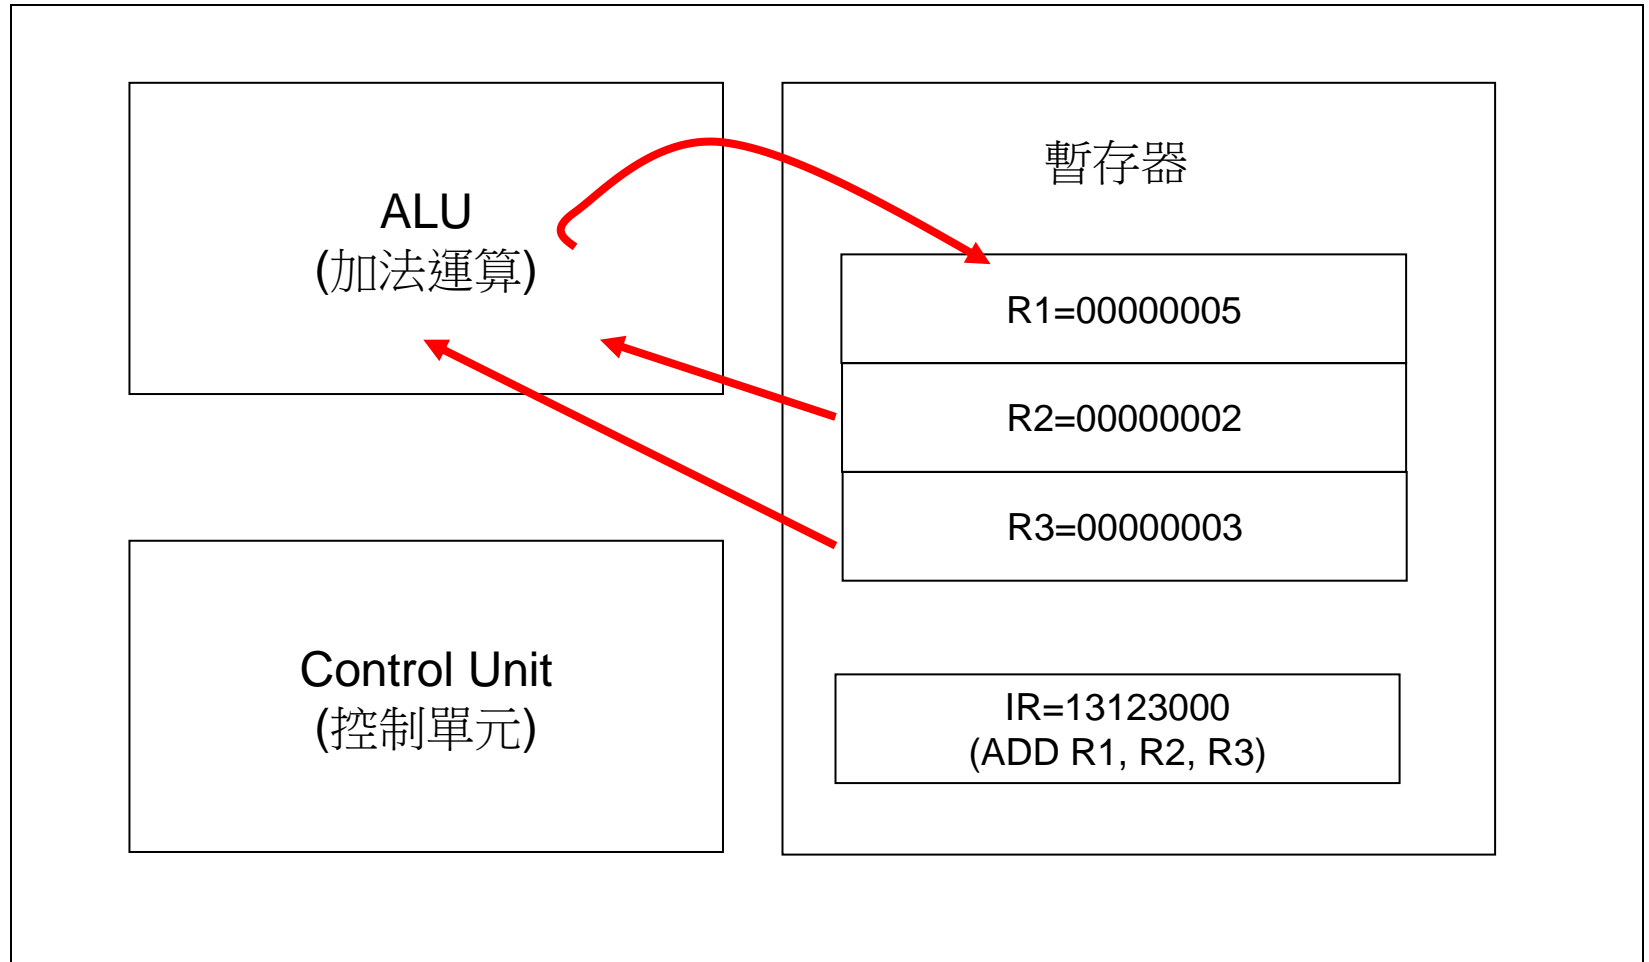 ALU
(加法運算)
暫存器
R1=00000005
R2=00000002
R3=00000003
Control Unit
(控制單元)
IR=13123000
(ADD R1, R2, R3)